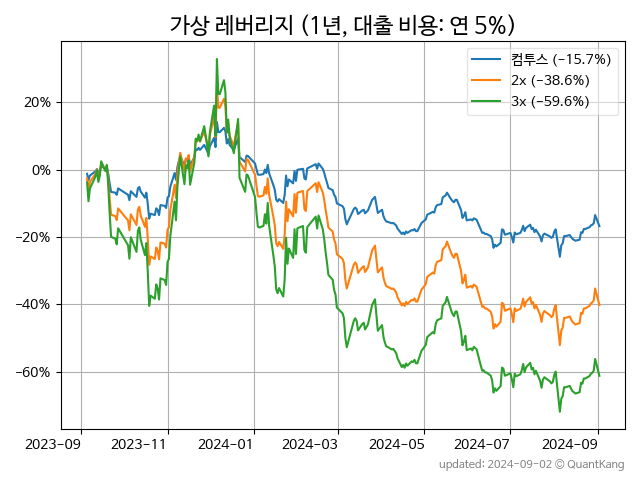 가상 레버리지 (1년, 대출 비용: 연 5%)
컴투스 (-15.7%)
2x (-38.6%)
3x (-59.6%)
20%
0%
-20%
-40%
-60%
2023-09 2023-11 2024-01 2024-03 2024-05 2024-07 2024-09
updated: 2024-09-02 © QuantKang